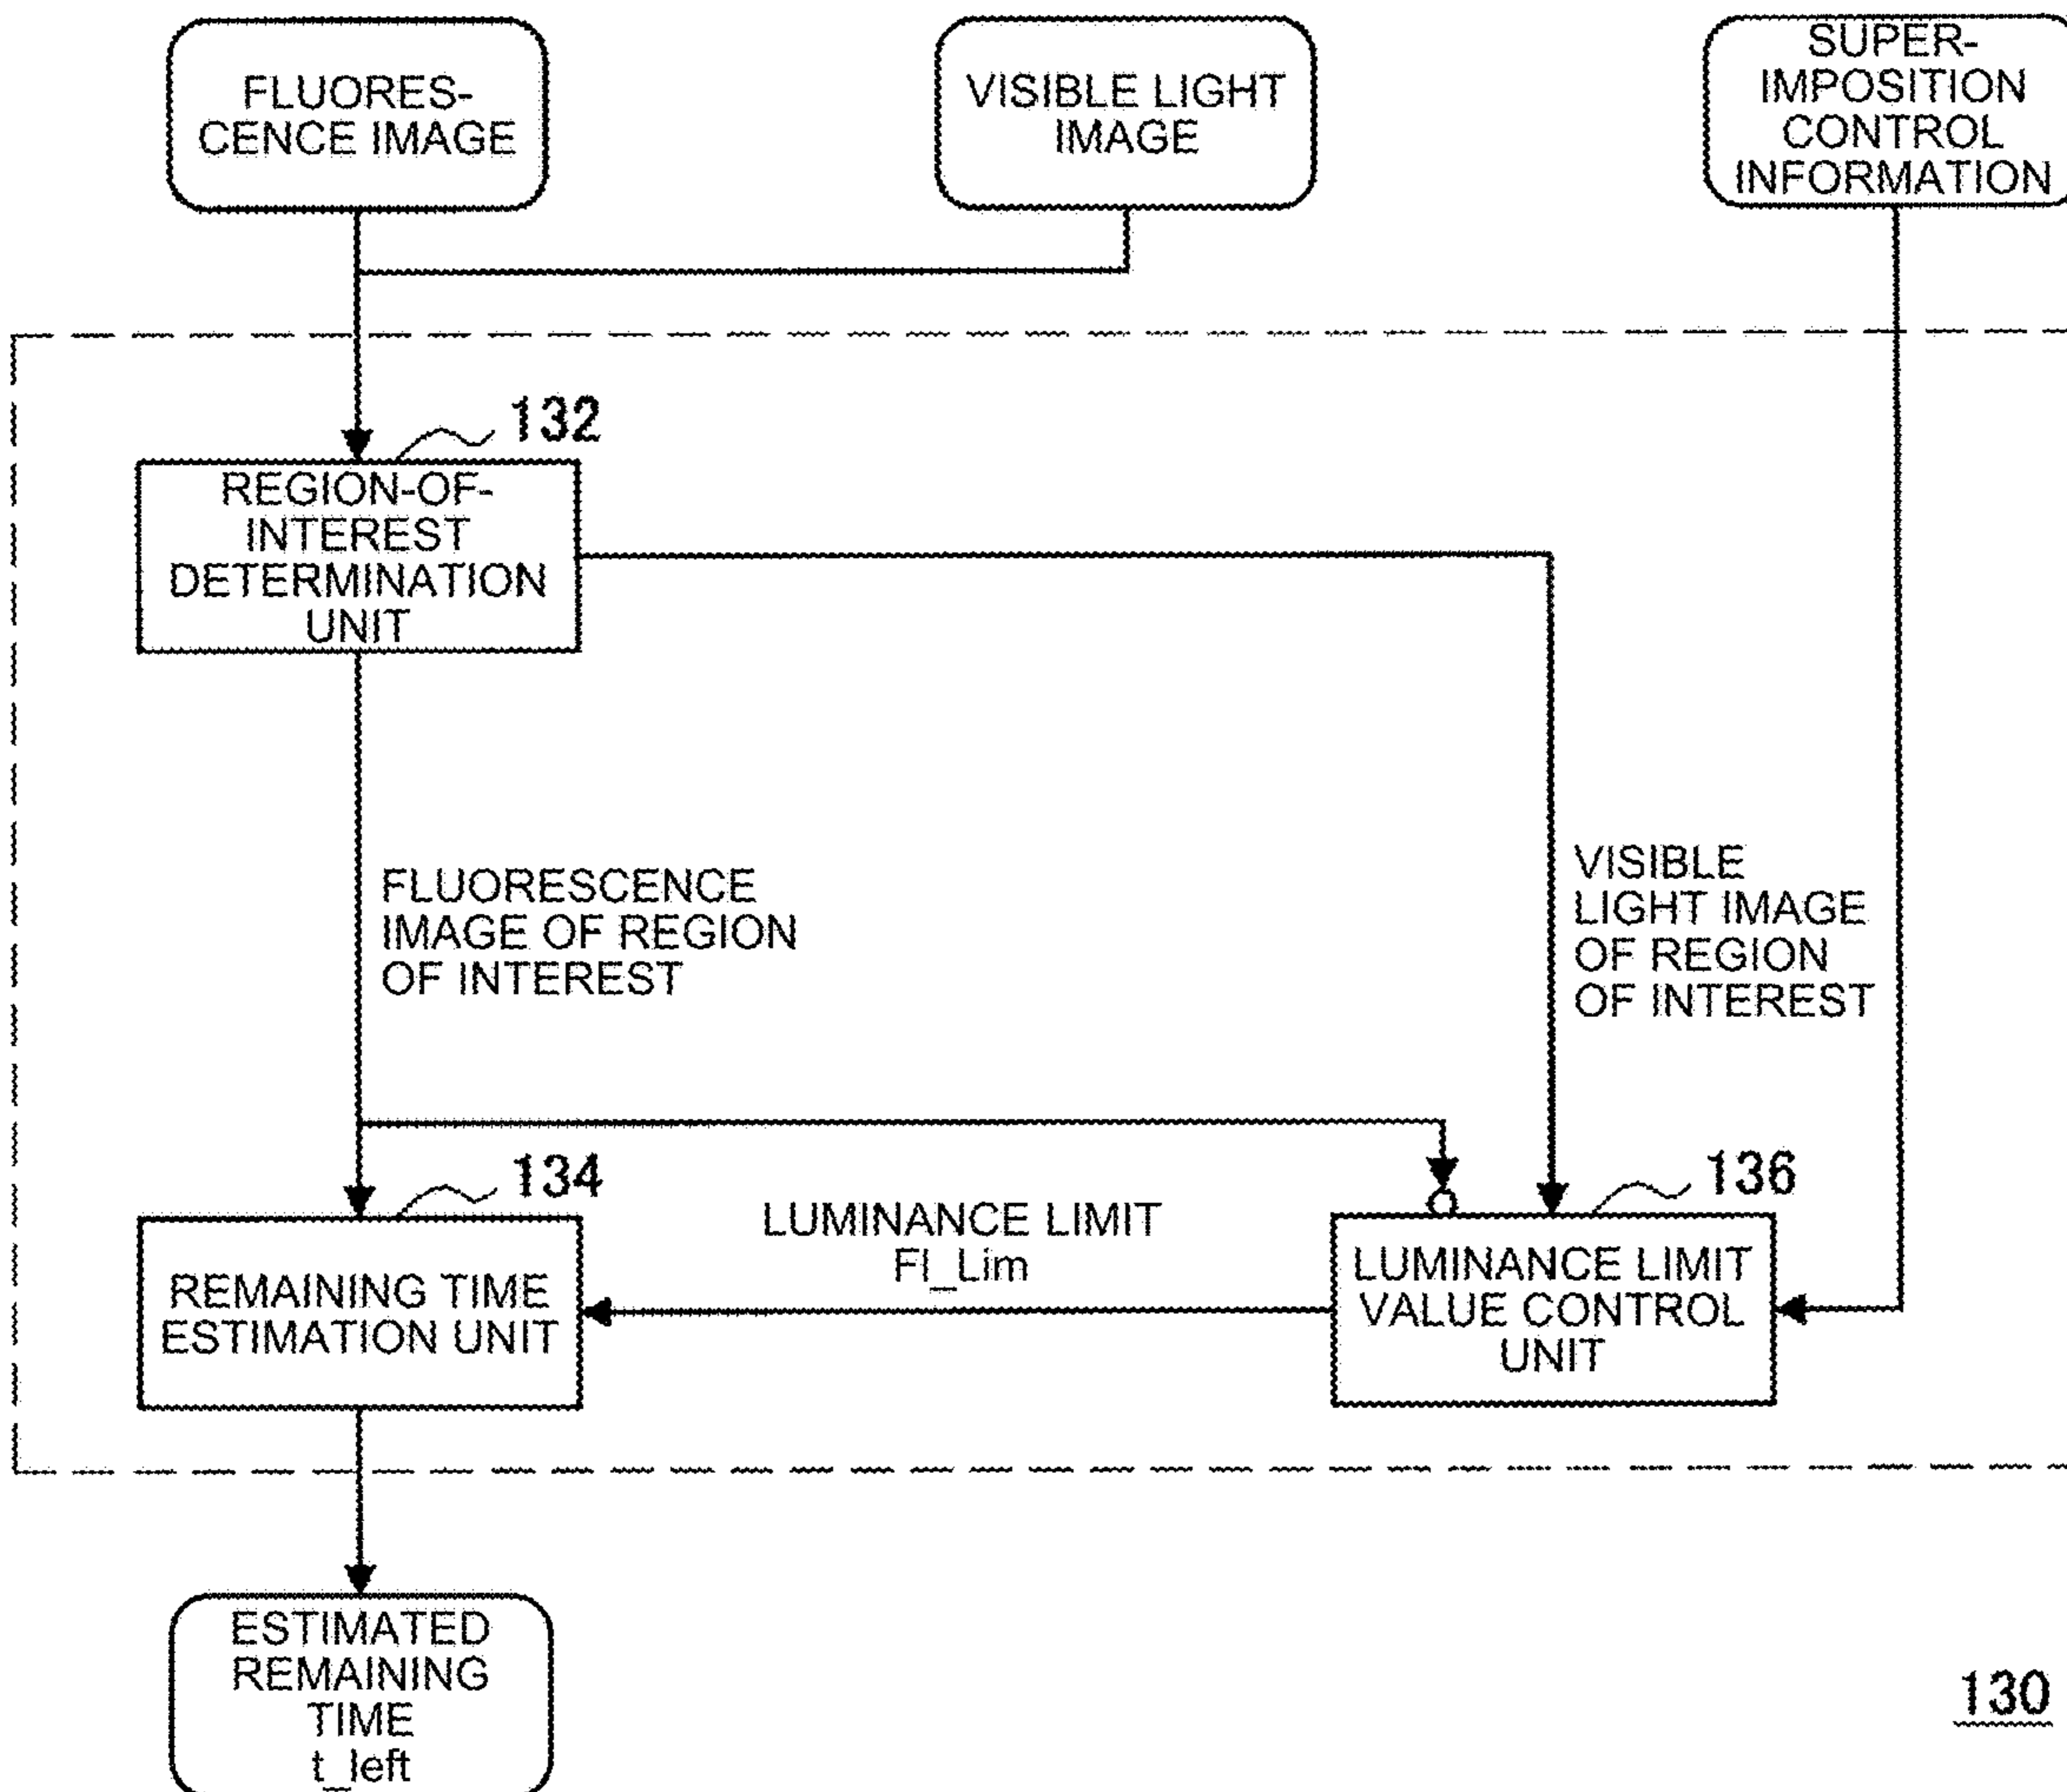 FLUORES-
CENCE IMAGE
VISIBLE LIGHT
IMAGE
SUPER-
IMPOSITION
CONTROL
INFORMATION
132
REGION-OF-
INTEREST
DETERMINATION
UNIT
FLUORESCENCE
IMAGE OF REGION
OF INTEREST
VISIBLE
LIGHT IMAGE
OF REGION
OF INTEREST
134
REMAINING TIME
ESTIMATION UNIT
LUMINANCE LIMIT
Fl_Lim
136
LUMINANCE LIMIT
VALUE CONTROL
UNIT
ESTIMATED
REMAINING
TIME
t_left
130